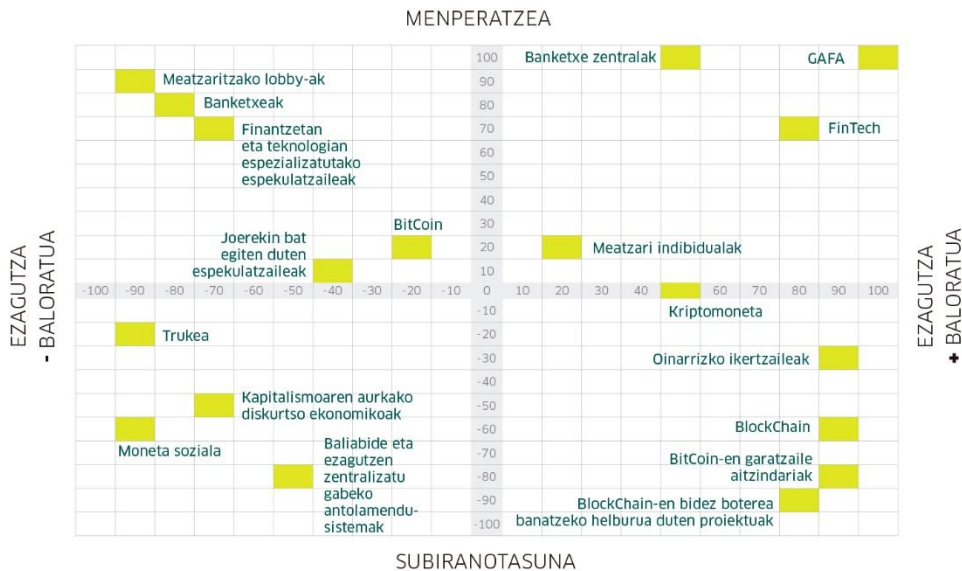 MENPERATZEA
100
Banketxe zentralak
GAFA
90
Meatzaritzako lobby-ak
80
Banketxeak
70
Finantzetan
eta teknologian
espezializatutako
espekulatzaileak
FinTech
60
50
40
30
BitCoin
20
Joerekin bat
egiten duten
espekulatzaileak
Meatzari indibidualak
10
-100 -90 -80 -70 -60 -50 -40 -30 -20 -10 0 10 20 30 40 50 60 70 80 90 100
EZAGUTZA
- BALORATUA
EZAGUTZA
+ BALORATUA
Kriptomoneta
-10
-20
Trukea
-30
Oinarrizko ikertzaileak
-40
-50
Kapitalismoaren aurkako
diskurtso ekonomikoak
-60
BlockChain
Moneta soziala
-70
Baliabide eta
ezagutzen
zentralizatu
gabeko
antolamendu-
sistemak
BitCoin-en garatzaile
aitzindariak
-80
-90
BlockChain-en bidez boterea
banatzeko helburua duten proiektuak
-100
SUBIRANOTASUNA